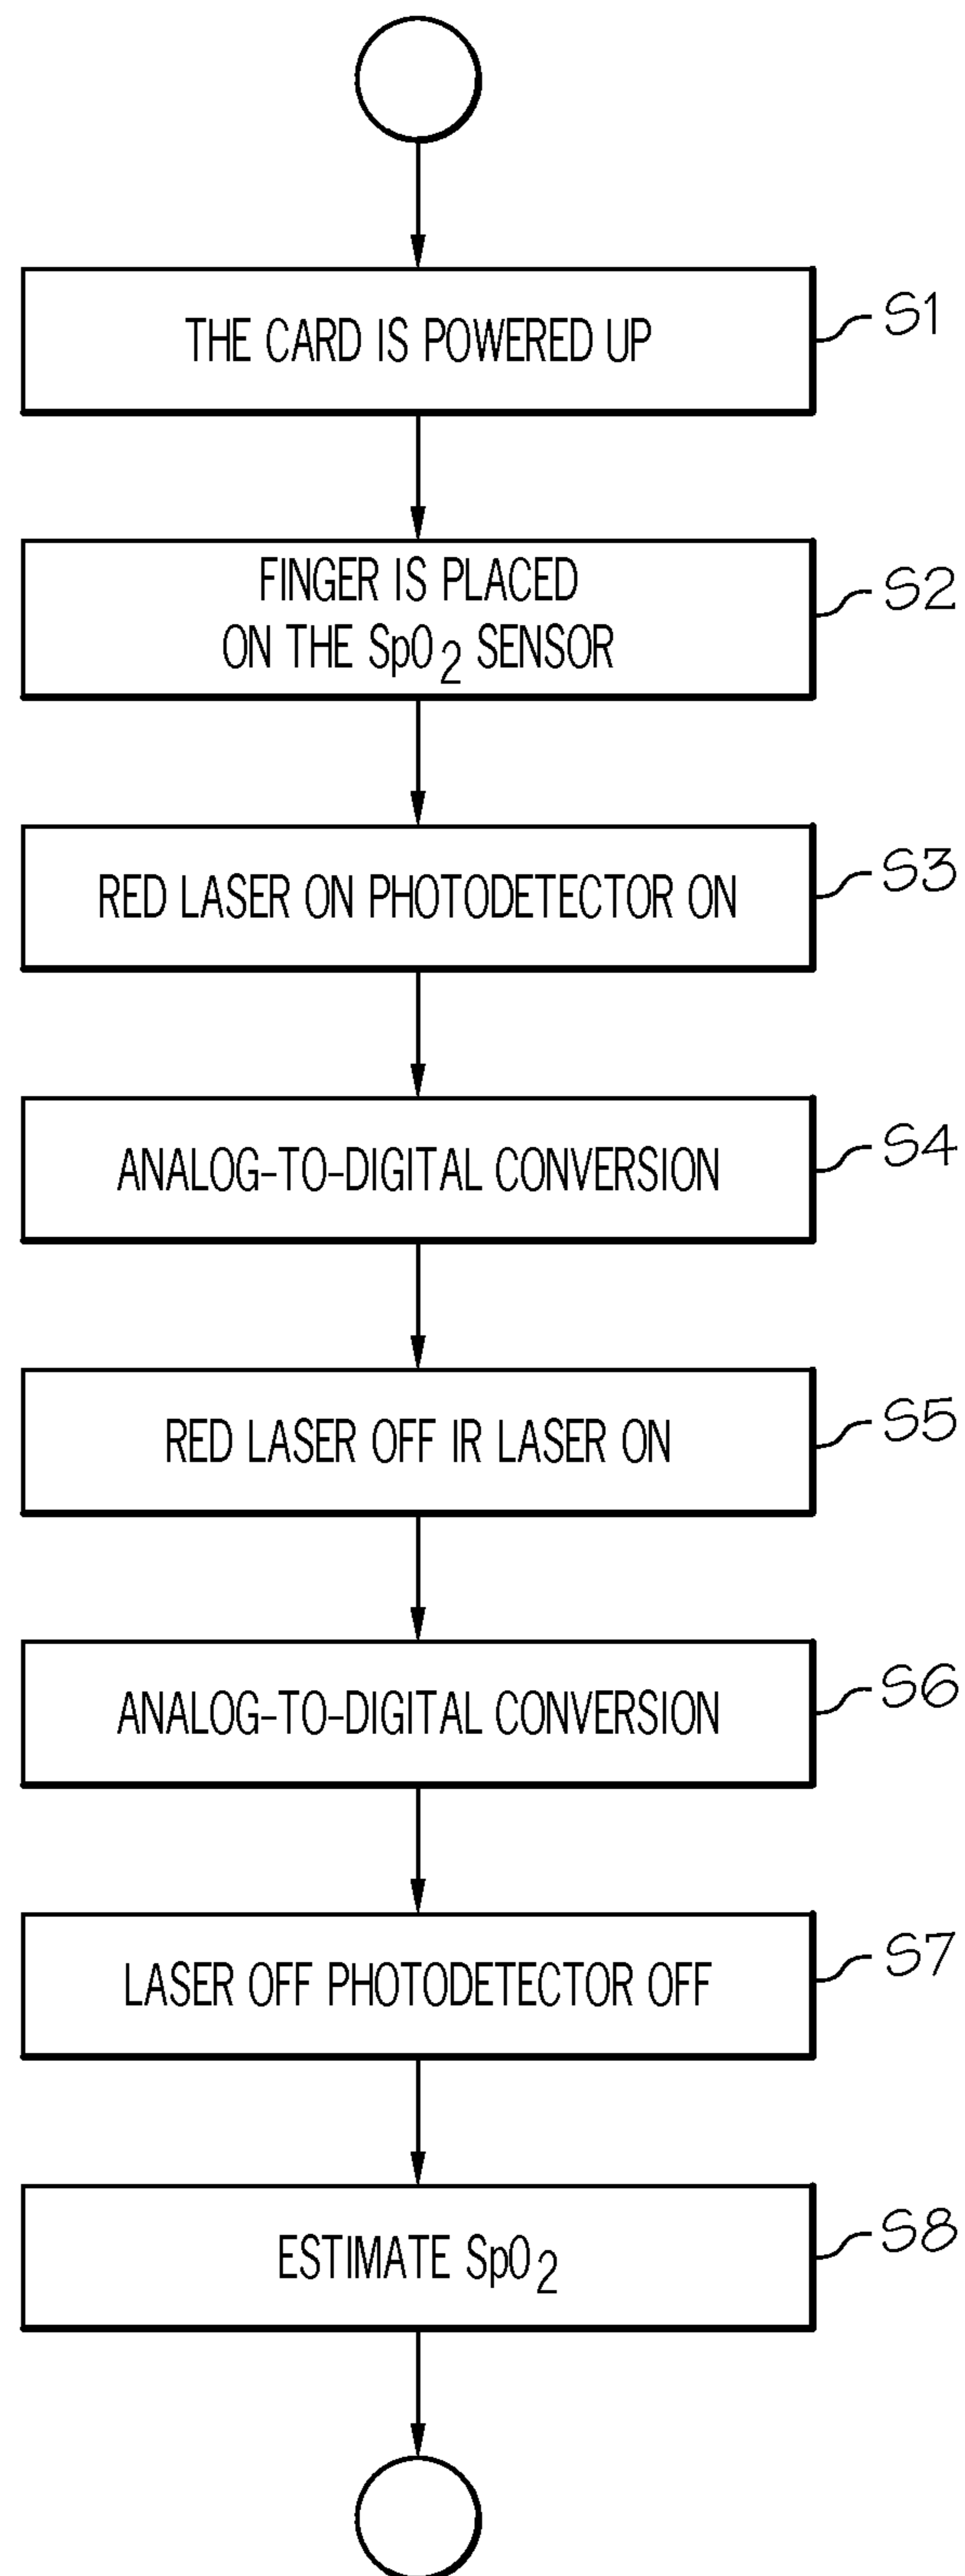 THE CARD IS POWERED UP
S1
FINGER IS PLACED
ON THE SpO₂ SENSOR
S2
RED LASER ON PHOTODETECTOR ON
S3
ANALOG-TO-DIGITAL CONVERSION
S4
RED LASER OFF IR LASER ON
S5
ANALOG-TO-DIGITAL CONVERSION
S6
LASER OFF PHOTODETECTOR OFF
S7
ESTIMATE SpO₂
S8